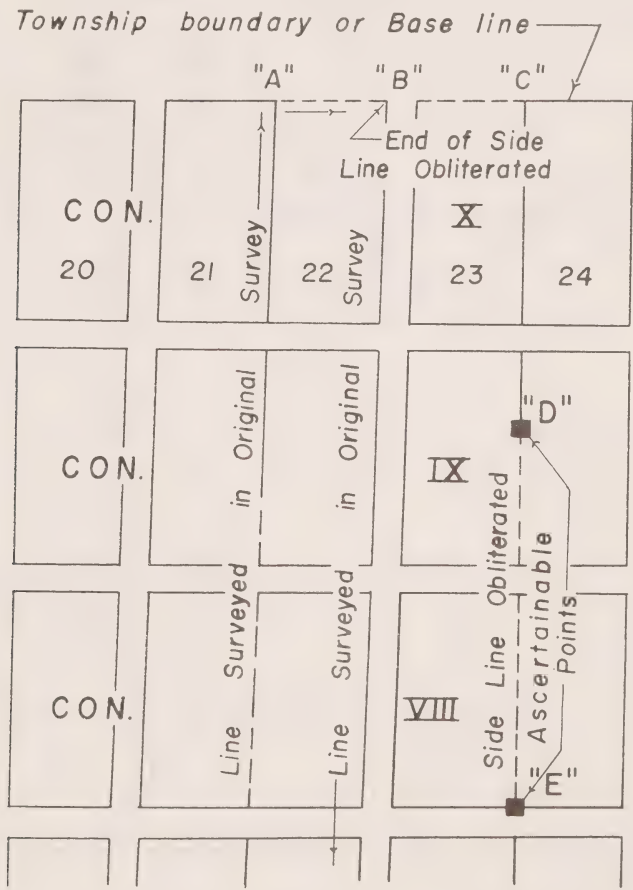 Township boundary or Base line
"A" "B" "C"
End of Side
Line Obliterated
CON. X
20 21 22 23 24
Survey
Survey
"D"
CON. IX
Line Surveyed in Original
Line Surveyed in Original
Side Line Obliterated
Ascertainable
Points
CON. VIII
"E"